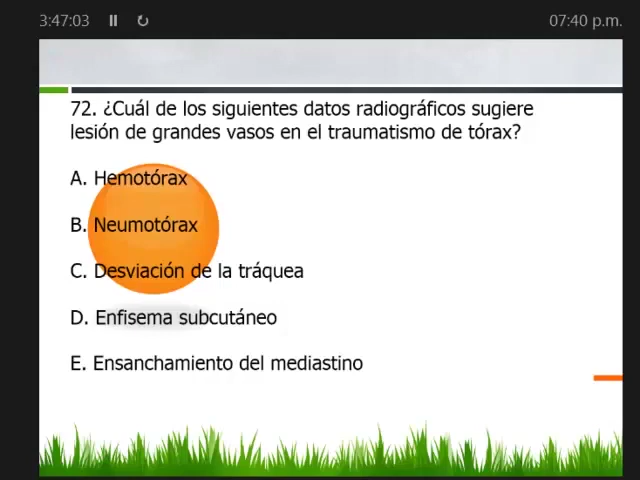 3:47:03
07:40 p.m.
72. ¿Cuál de los siguientes datos radiográficos sugiere
lesión de grandes vasos en el traumatismo de tórax?
A. Hemotórax
B. Neumotórax
C. Desviación de la tráquea
D. Enfisema subcutáneo
E. Ensanchamiento del mediastino